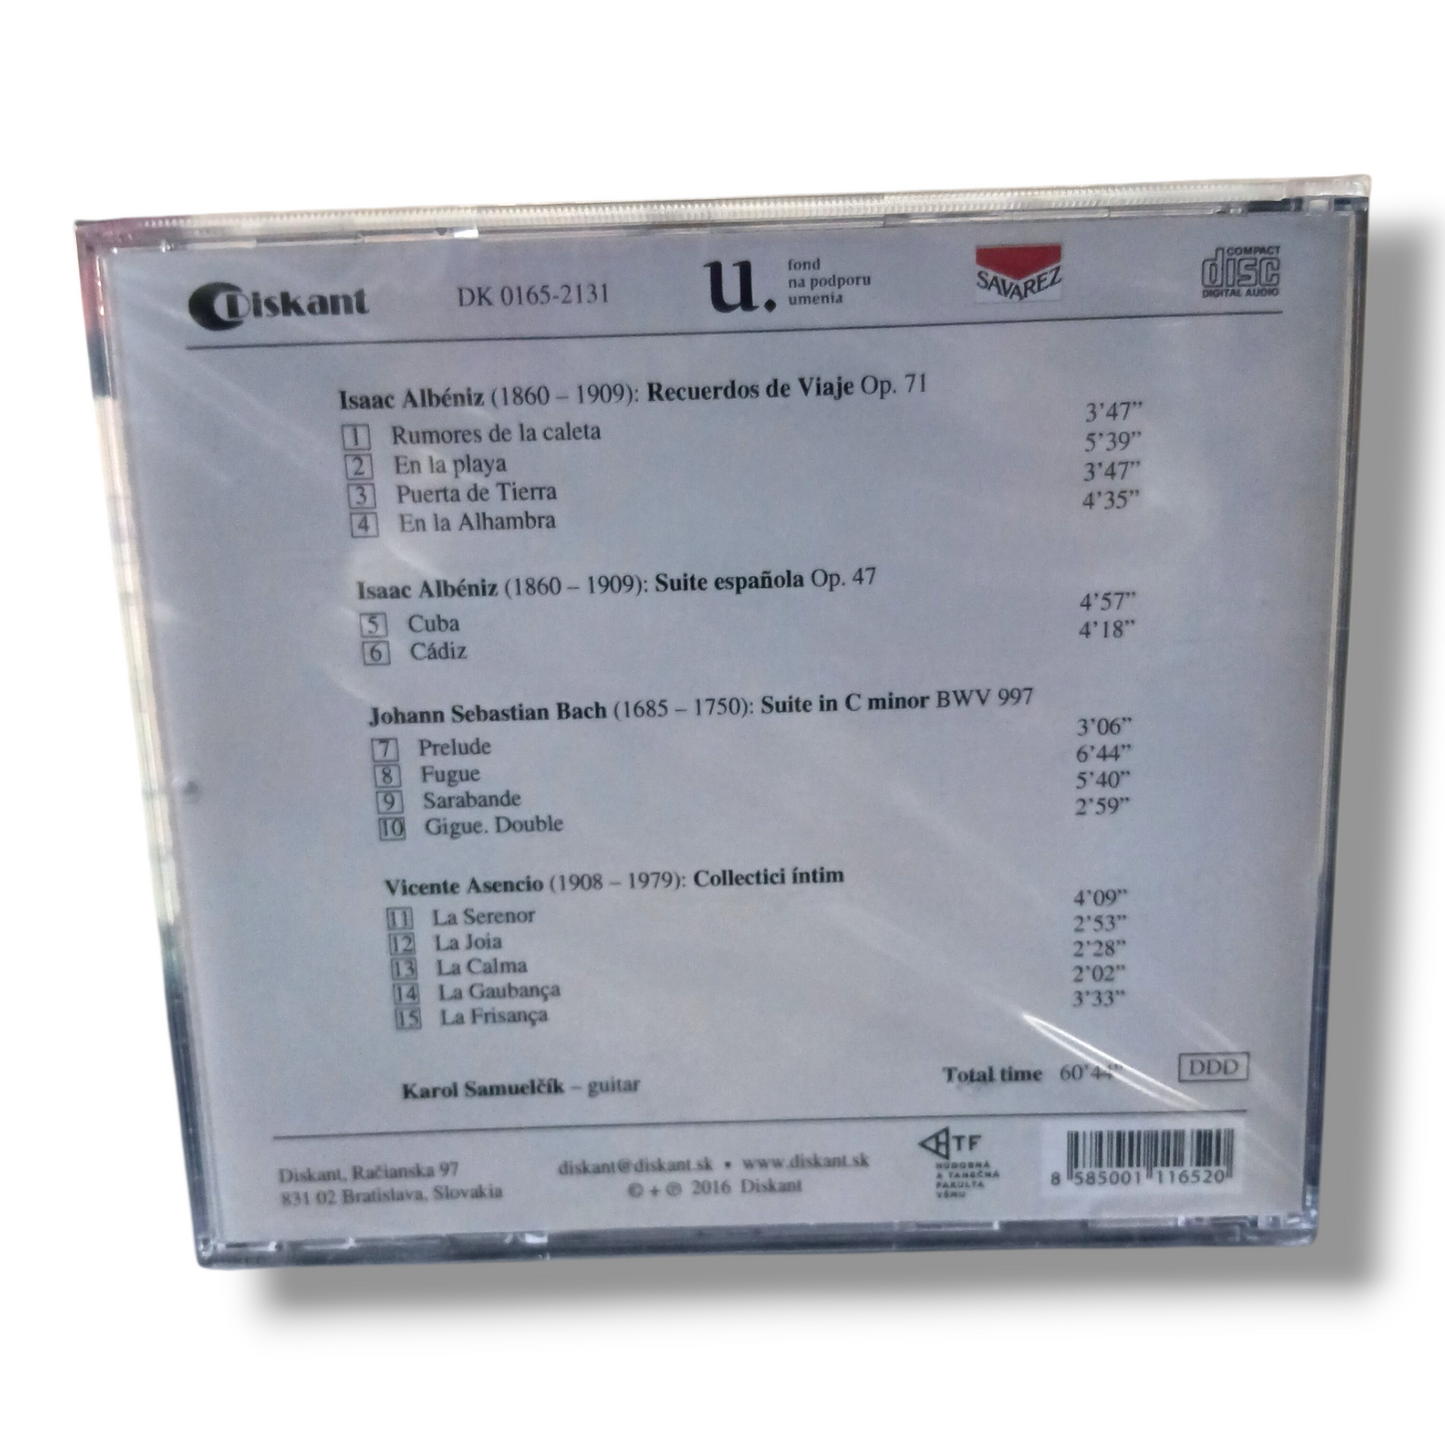 Diskant DK 0165-2131 u. fond na podporu umenia SAVAREZ COMPACT disc DIGITAL AUDIO
Isaac Albéniz (1860 – 1909): Recuerdos de Viaje Op. 71
1 Rumores de la caleta 3’47”
2 En la playa 5’39”
3 Puerta de Tierra 3’47”
4 En la Alhambra 4’35”
Isaac Albéniz (1860 – 1909): Suite española Op. 47
5 Cuba 4’57”
6 Cádiz 4’18”
Johann Sebastian Bach (1685 – 1750): Suite in C minor BWV 997
7 Prelude 3’06”
8 Fugue 6’44”
9 Sarabande 5’40”
10 Gigue. Double 2’59”
Vicente Asencio (1908 – 1979): Collectici íntim
11 La Serenor 4’09”
12 La Joia 2’53”
13 La Calma 2’28”
14 La Gaubança 2’02”
15 La Frisança 3’33”
Karol Samuelčík – guitar Total time 60’44” DDD
Diskant, Račianska 97
831 02 Bratislava, Slovakia
diskant@diskant.sk • www.diskant.sk
© + ℗ 2016 Diskant
HTF
HUDOBNÁ
A TANEČNÁ
FAKULTA
VŠMU
8 585001 116520